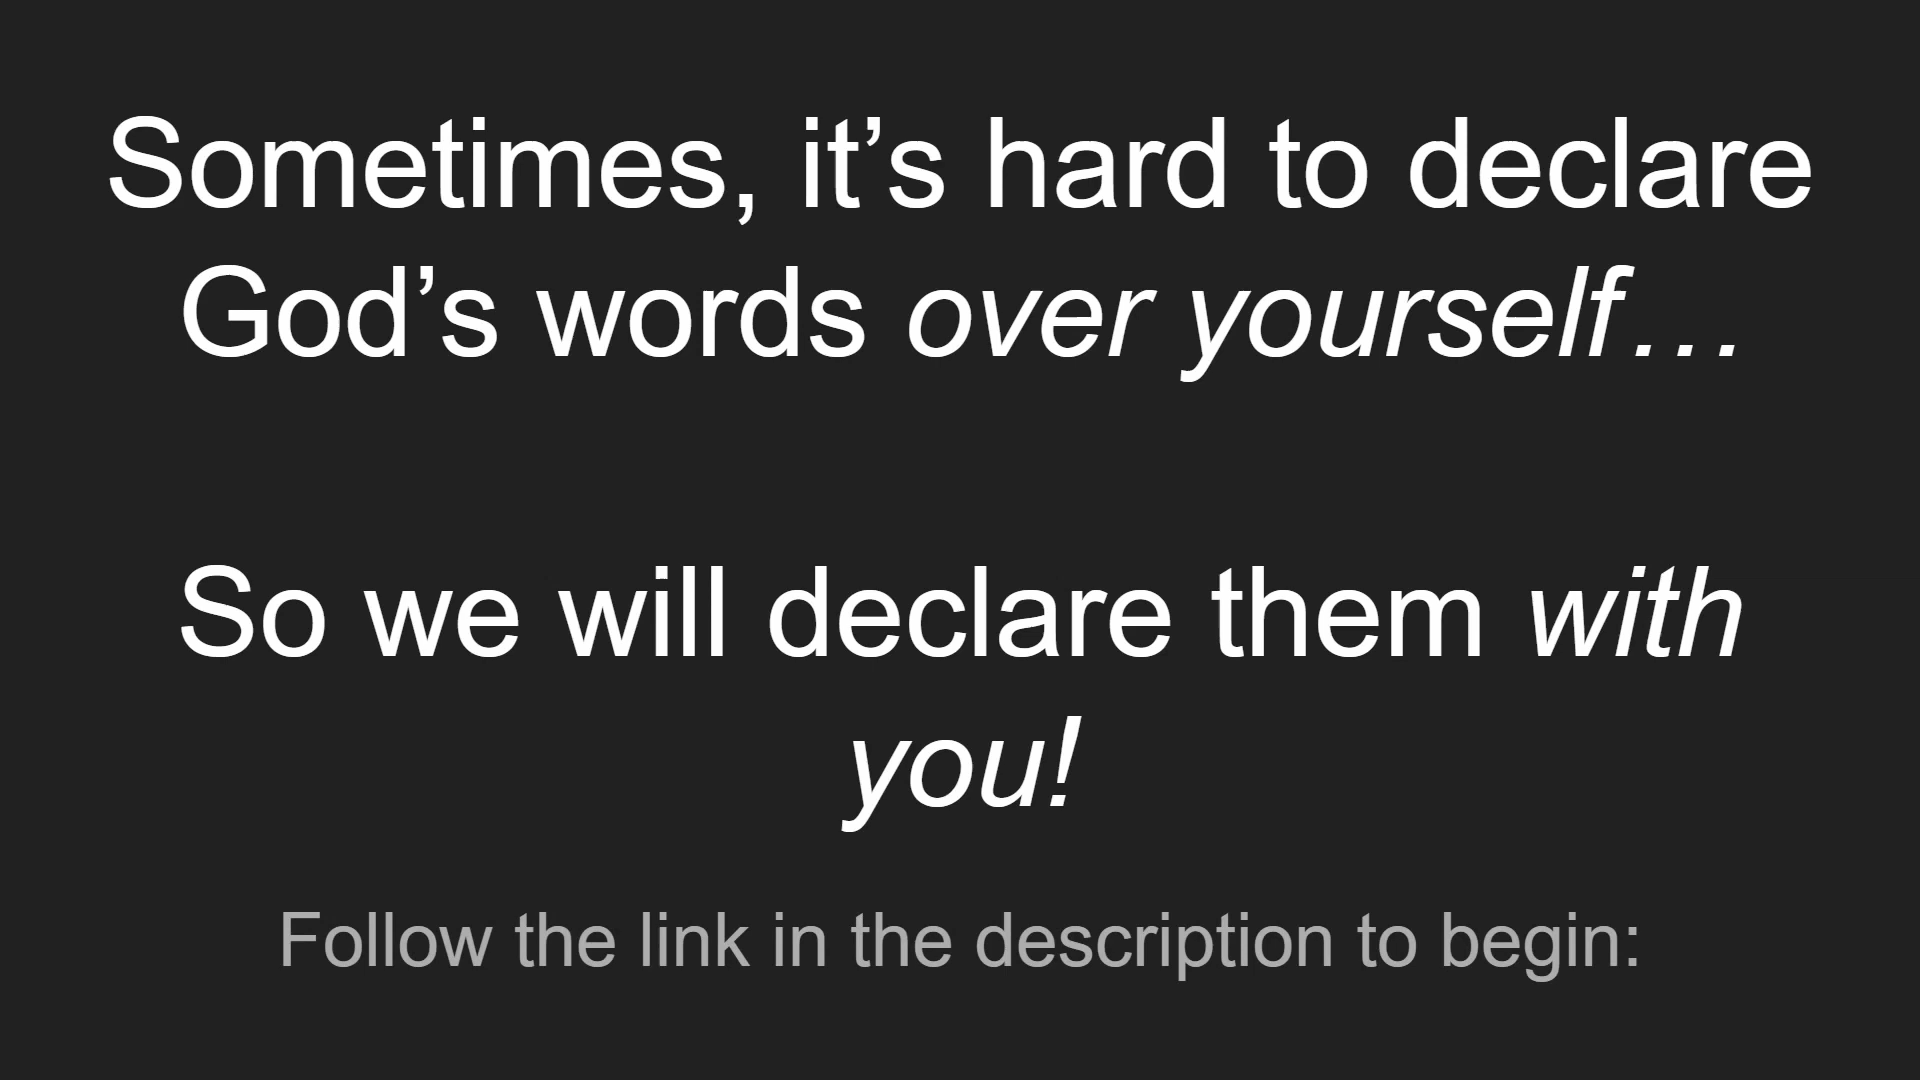 Sometimes, it’s hard to declare
God’s words over yourself…
So we will declare them with
you!
Follow the link in the description to begin: